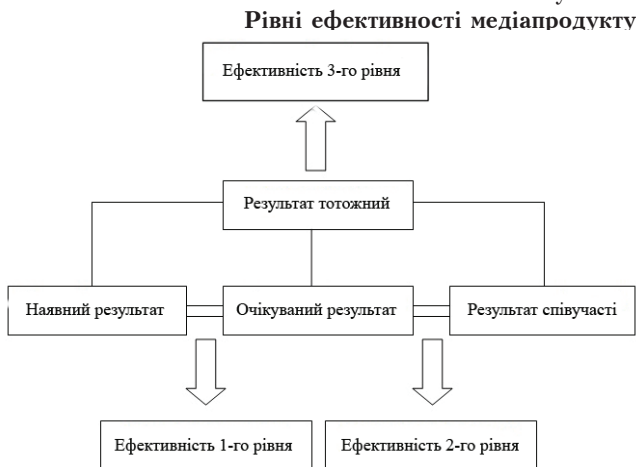 Рівні ефективності медіапродукту
Ефективність 3-го рівня
Результат тотожний
Наявний результат
Очікуваний результат
Результат співучасті
Ефективність 1-го рівня
Ефективність 2-го рівня